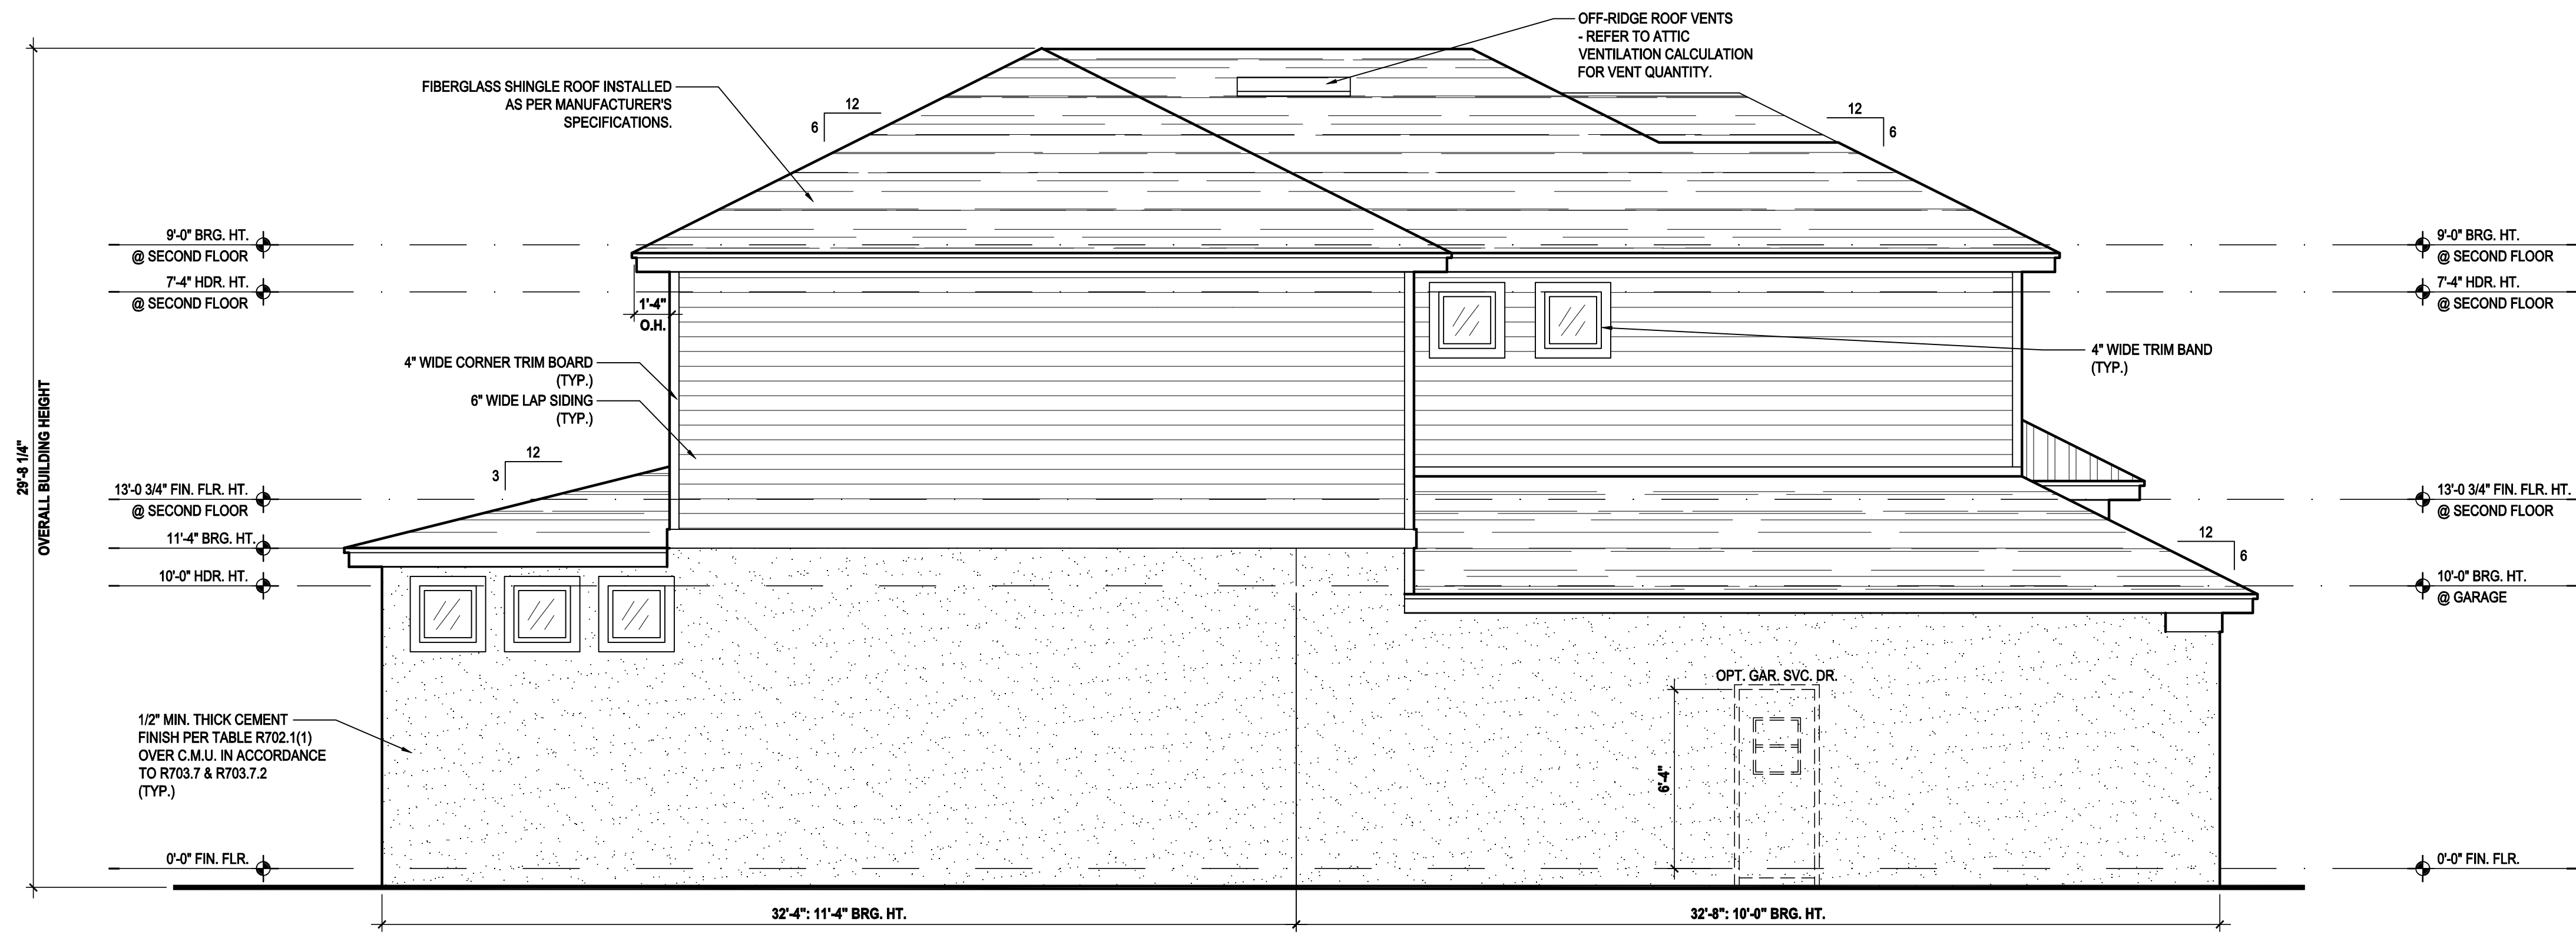 OFF-RIDGE ROOF VENTS
- REFER TO ATTIC
VENTILATION CALCULATION
FOR VENT QUANTITY.
FIBERGLASS SHINGLE ROOF INSTALLED
AS PER MANUFACTURER'S
SPECIFICATIONS.
12
6
12
6
9'-0" BRG. HT.
@ SECOND FLOOR
7'-4" HDR. HT.
@ SECOND FLOOR
9'-0" BRG. HT.
@ SECOND FLOOR
7'-4" HDR. HT.
@ SECOND FLOOR
1'-4"
O.H.
4" WIDE CORNER TRIM BOARD
(TYP.)
6" WIDE LAP SIDING
(TYP.)
4" WIDE TRIM BAND
(TYP.)
29'-8 1/4"
OVERALL BUILDING HEIGHT
12
3
13'-0 3/4" FIN. FLR. HT.
@ SECOND FLOOR
11'-4" BRG. HT.
10'-0" HDR. HT.
13'-0 3/4" FIN. FLR. HT.
@ SECOND FLOOR
12
6
10'-0" BRG. HT.
@ GARAGE
OPT. GAR. SVC. DR.
6'-4"
1/2" MIN. THICK CEMENT
FINISH PER TABLE R702.1(1)
OVER C.M.U. IN ACCORDANCE
TO R703.7 & R703.7.2
(TYP.)
0'-0" FIN. FLR.
0'-0" FIN. FLR.
32'-4": 11'-4" BRG. HT.
32'-8": 10'-0" BRG. HT.